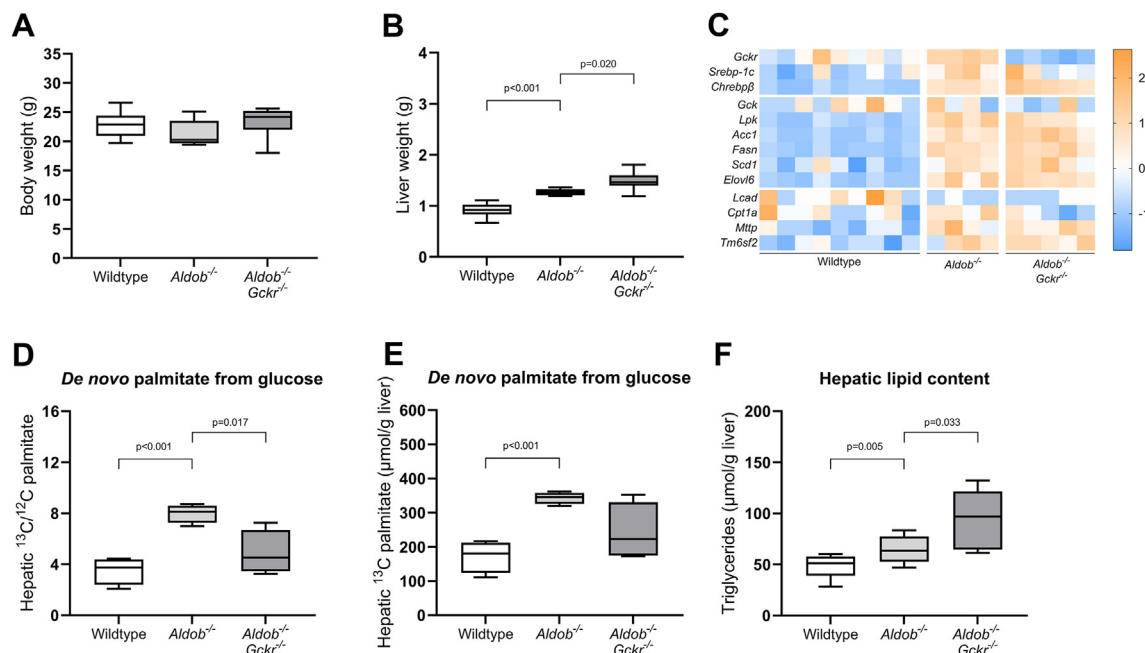 A
Body weight (g)
35
30
25
20
15
10
5
0
Wildtype
Aldob-/-
Aldob-/-
Gckr-/-
B
Liver weight (g)
4
3
2
1
0
p<0.001
p=0.020
Wildtype
Aldob-/-
Aldob-/-
Gckr-/-
C
Gckr
Srebp-1c
Chrebpβ
Gck
Lpk
Acc1
Fasn
Scd1
Elovl6
Lcad
Cpt1a
Mttp
Tm6sf2
Wildtype
Aldob-/-
Aldob-/-
Gckr-/-
2
1
0
-1
D
De novo palmitate from glucose
Hepatic 13C/12C palmitate
16
12
8
4
0
p<0.001
p=0.017
Wildtype
Aldob-/-
Aldob-/-
Gckr-/-
E
De novo palmitate from glucose
Hepatic 13C palmitate (μmol/g liver)
600
500
400
300
200
100
0
p<0.001
Wildtype
Aldob-/-
Aldob-/-
Gckr-/-
F
Hepatic lipid content
Triglycerides (μmol/g liver)
200
150
100
50
0
p=0.005
p=0.033
Wildtype
Aldob-/-
Aldob-/-
Gckr-/-